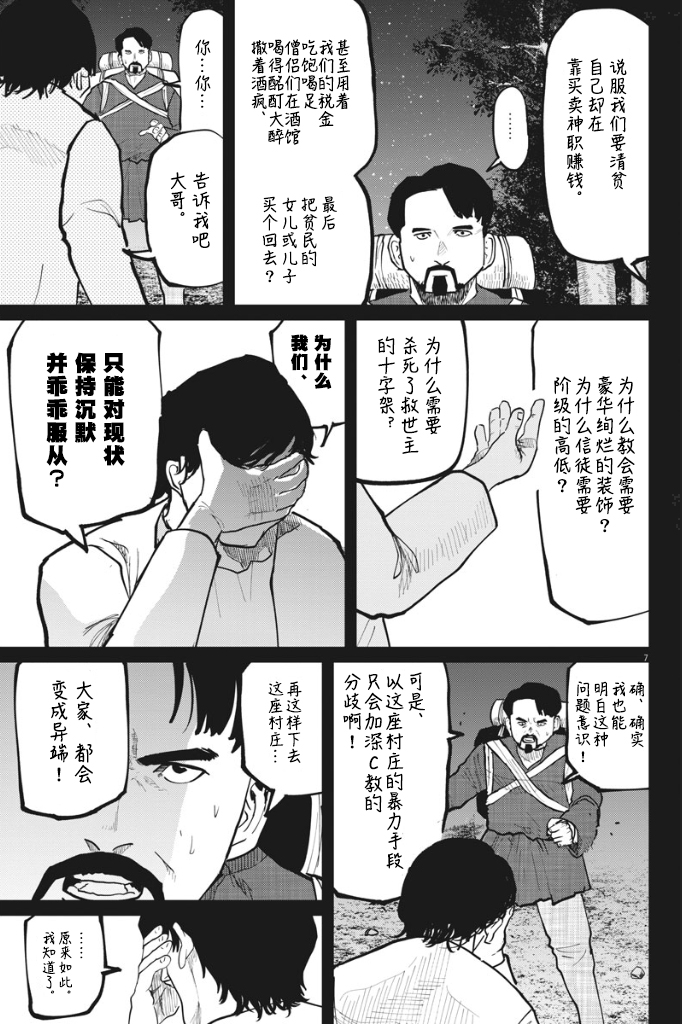 说服我们要清贫
自己却在
靠买卖神职赚钱。
……
甚至用着
我们的税金
吃饱喝足
僧侣们在酒馆
喝得酩酊大醉
撒着酒疯、
最后
把贫民的
女儿或儿子
买个回去？
你…你…
告诉我吧
大哥。
为什么教会需要
豪华绚烂的装饰？
为什么信徒需要
阶级的高低？
为什么需要
杀死了救世主
的十字架？
为什么
我们、
只能对现状
保持沉默
并乖乖服从？
7
确、确实
我也能
明白这种
问题意识！
可是、
以这座村庄的暴力手段
只会加深C教的
分歧啊！
再这样下去
这座村庄…
大家、都会
变成异端！
……
原来如此。
我知道了。